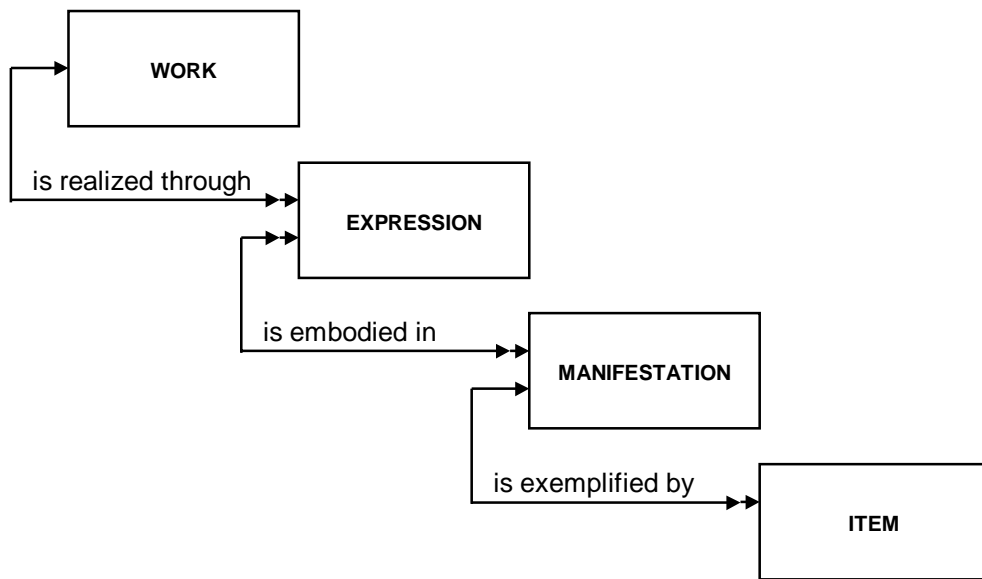 WORK
is realized through
EXPRESSION
is embodied in
MANIFESTATION
is exemplified by
ITEM